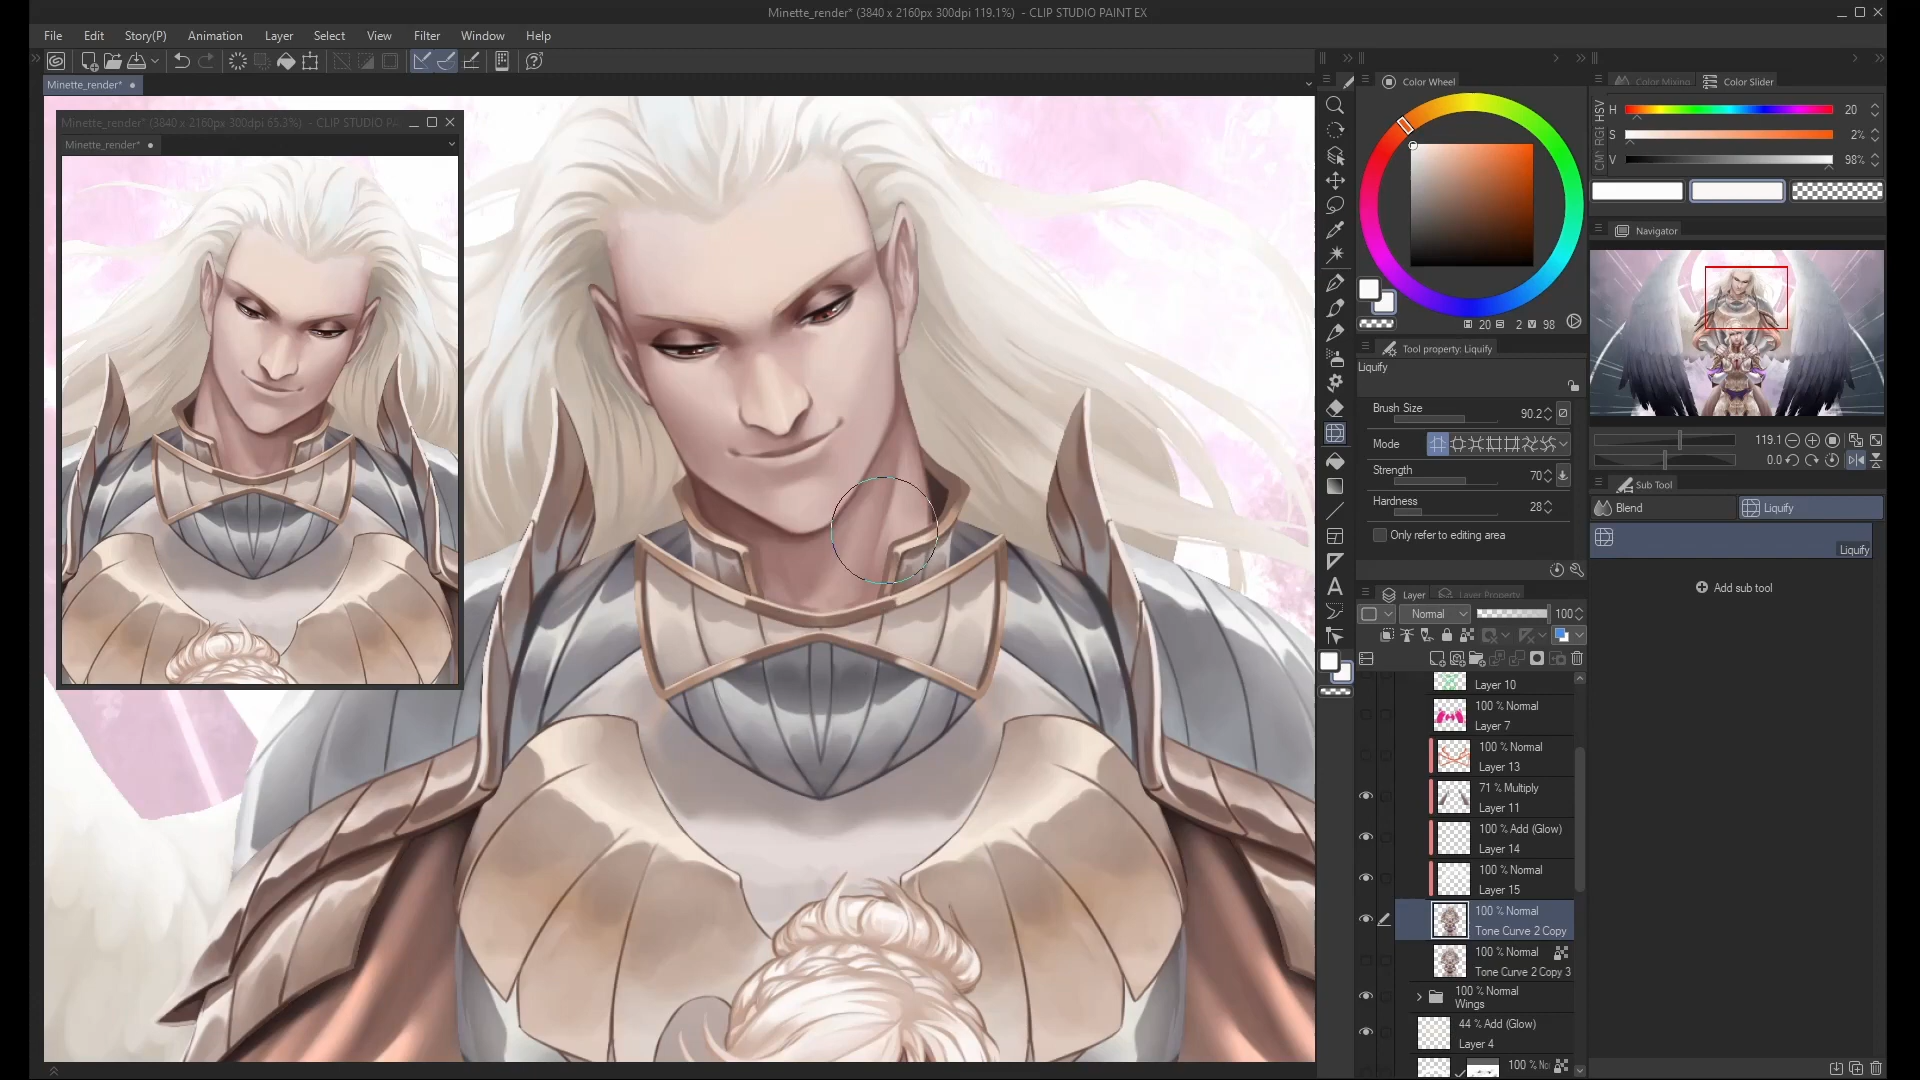 Minette_render* (3840 x 2160px 300dpi 119.1%) - CLIP STUDIO PAINT EX
File Edit Story(P) Animation Layer Select View Filter Window Help
Minette_render*
Minette_render* (3840 x 2160px 300dpi 65.3%) - CLIP STUDIO PA
Minette_render*
Color Wheel
20 2 V 98
Tool property: Liquify
Liquify
Brush Size 90.2
Mode
Strength 70
Hardness 28
Only refer to editing area
Layer Layer Property
Normal 100
Layer 10
100 % Normal
Layer 7
100 % Normal
Layer 13
71 % Multiply
Layer 11
100 % Add (Glow)
Layer 14
100 % Normal
Layer 15
100 % Normal
Tone Curve 2 Copy
100 % Normal
Tone Curve 2 Copy 3
100 % Normal
Wings
44 % Add (Glow)
Layer 4
Color Mixing Color Slider
HSV
H 20
S 2%
V 98%
Navigator
119.1
0.0
Sub Tool
Blend Liquify
Liquify
Add sub tool